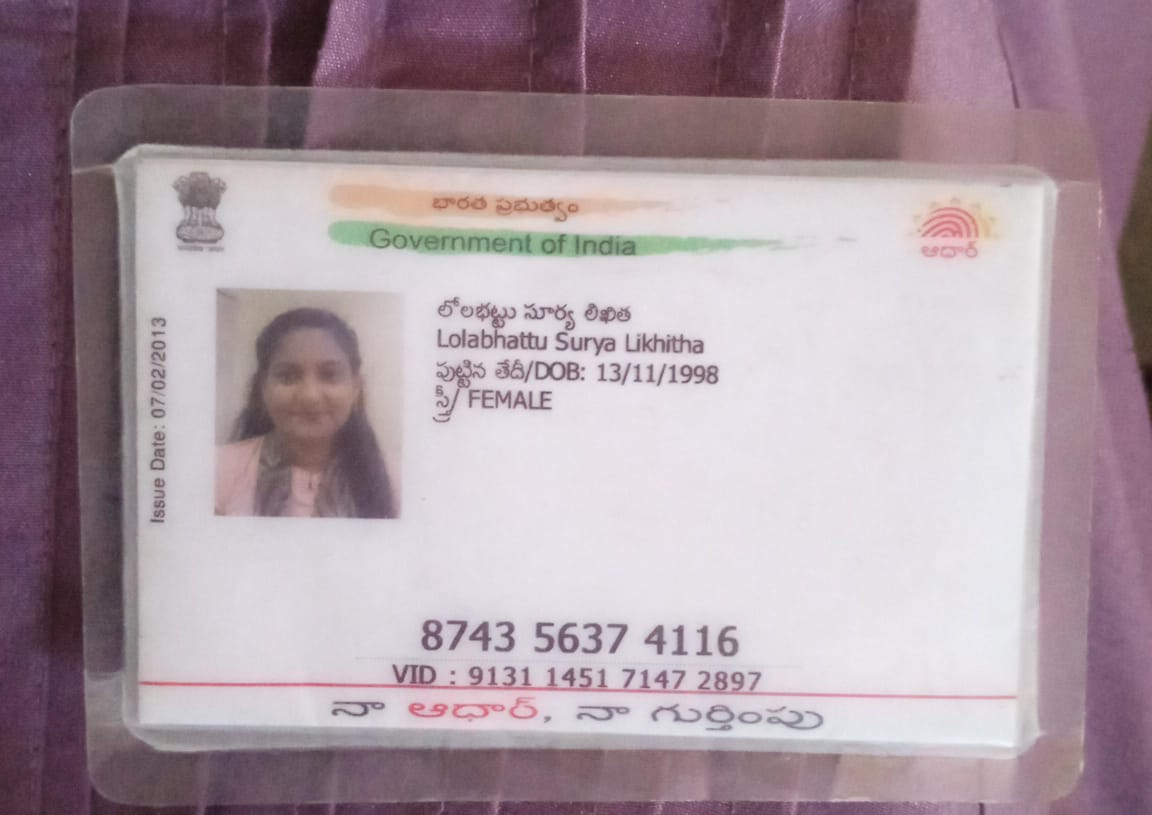 భారత ప్రభుత్వం
Government of India
ఆధార్
Issue Date: 07/02/2013
లోలభట్టు సూర్య లిఖిత
Lolabhattu Surya Likhitha
పుట్టిన తేదీ/DOB: 13/11/1998
స్త్రీ/ FEMALE
8743 5637 4116
VID : 9131 1451 7147 2897
నా ఆధార్, నా గుర్తింపు